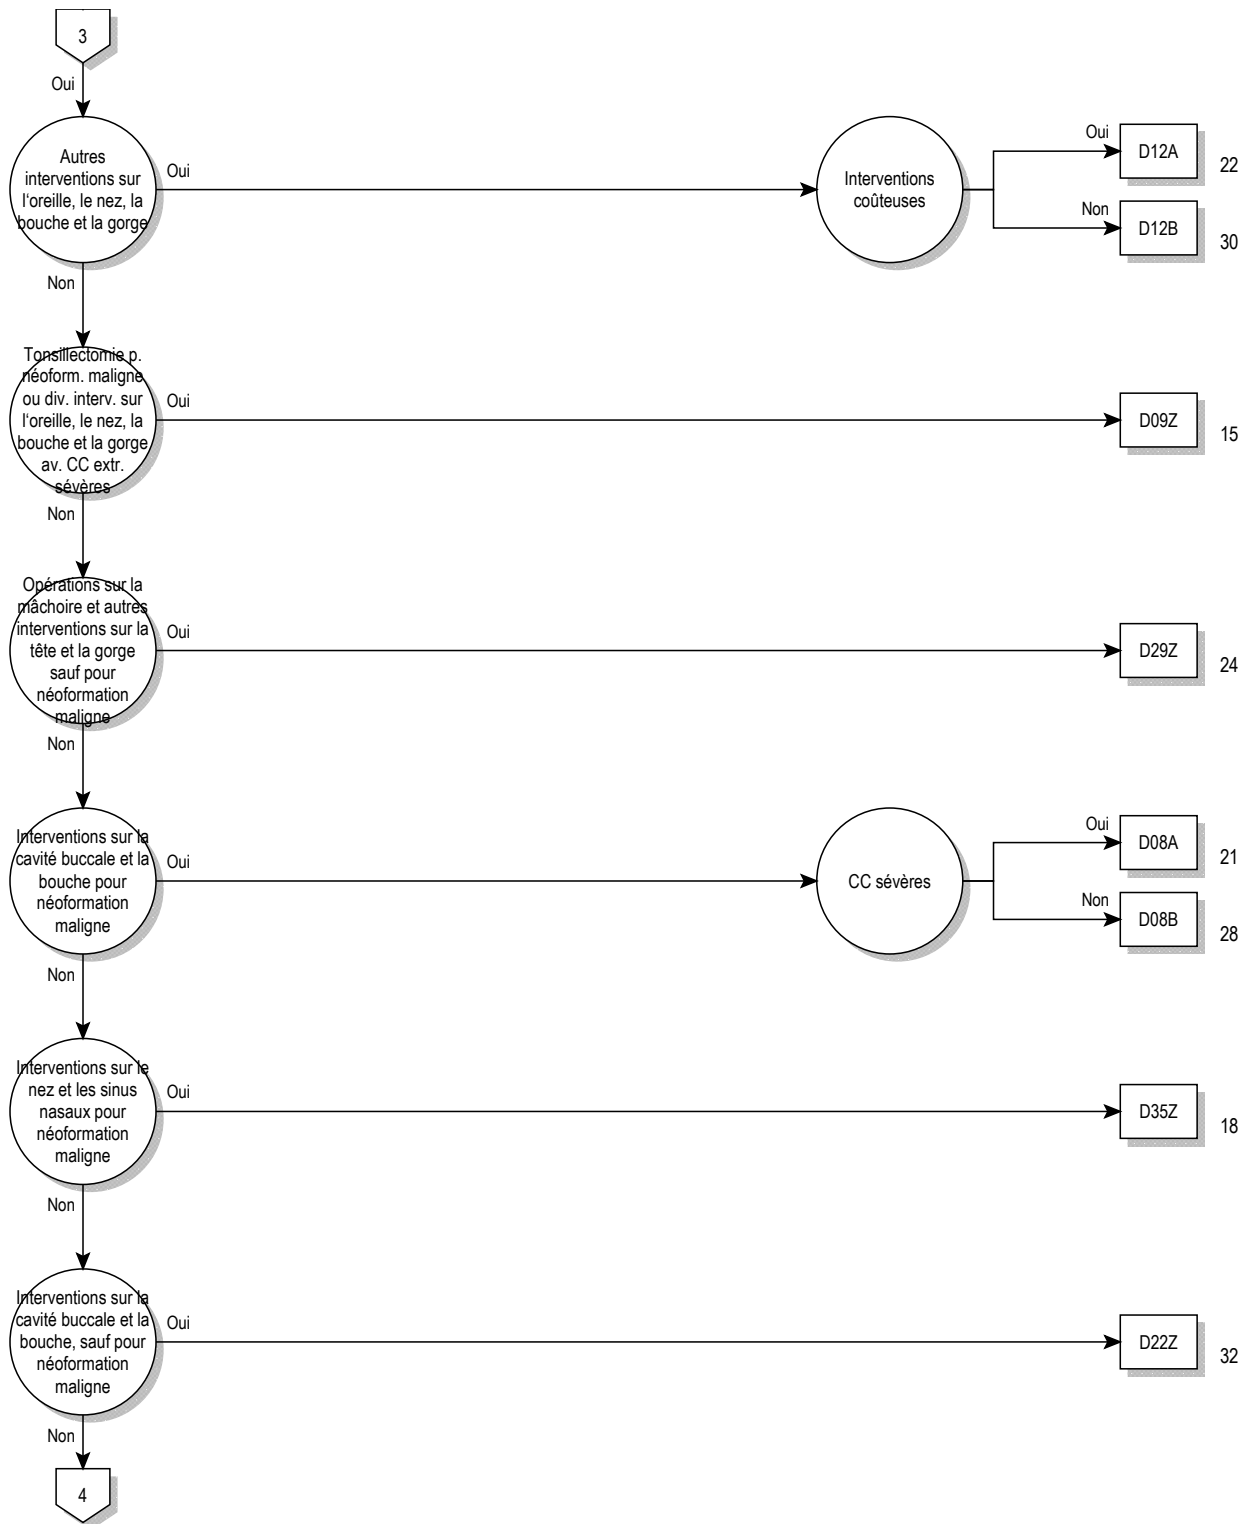 3
Oui
Autres
interventions sur
l'oreille, le nez, la
bouche et la gorge
Oui
Interventions
coûteuses
Oui
D12A
22
Non
D12B
30
Non
Tonsillectomie p.
néoform. maligne
ou div. interv. sur
l'oreille, le nez, la
bouche et la gorge
av. CC extr.
sévères
Oui
D09Z
15
Non
Opérations sur la
mâchoire et autres
interventions sur la
tête et la gorge
sauf pour
néoformation
maligne
Oui
D29Z
24
Non
Interventions sur la
cavité buccale et la
bouche pour
néoformation
maligne
Oui
CC sévères
Oui
D08A
21
Non
D08B
28
Non
Interventions sur le
nez et les sinus
nasaux pour
néoformation
maligne
Oui
D35Z
18
Non
Interventions sur la
cavité buccale et la
bouche, sauf pour
néoformation
maligne
Oui
D22Z
32
Non
4